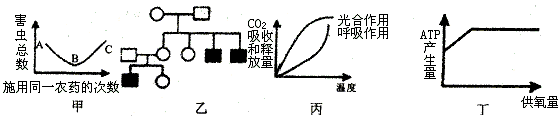 害虫总数
A
B
C
施用同一农药的次数
甲
乙
CO2
吸收和释放量
光合作用
呼吸作用
温度
丙
ATP
产生量
供氧量
丁